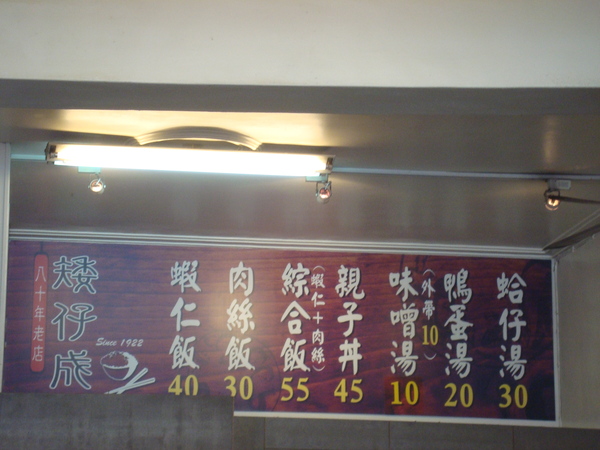 八十年老店
矮仔成
Since 1922
蝦仁飯 40
肉絲飯 30
綜合飯 55
(蝦仁+肉絲)
親子丼 45
味噌湯 10
(外帶10)
鴨蛋湯 20
蛤仔湯 30